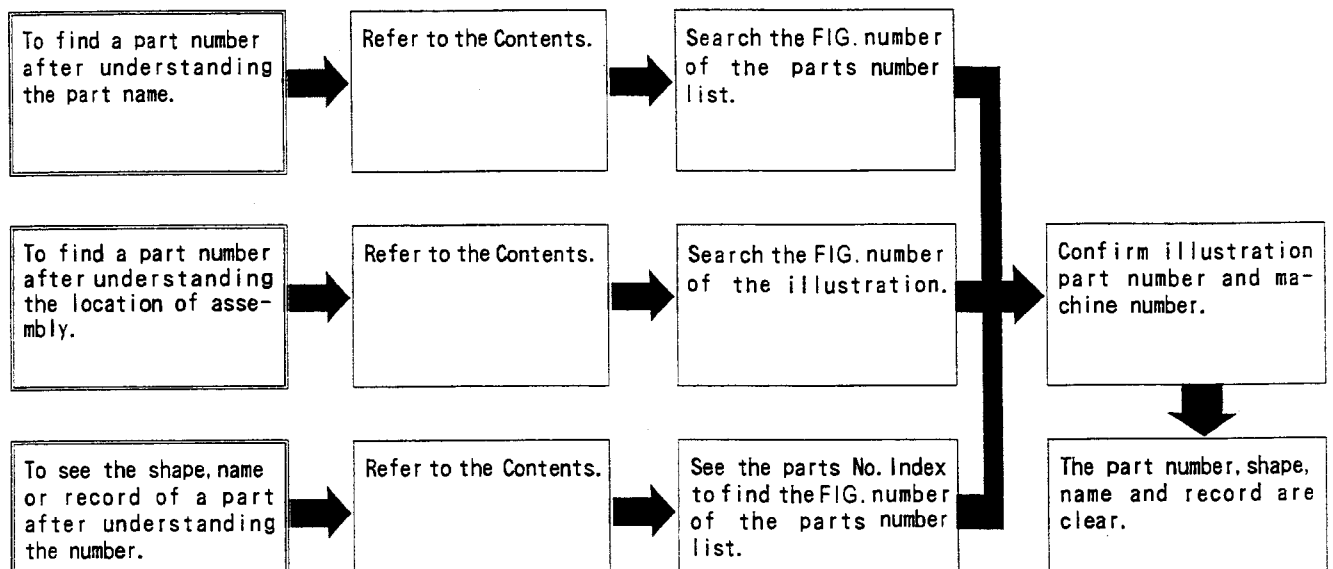 To find a part number
after understanding
the part name.
Refer to the Contents.
Search the FIG. number
of the parts number
list.
To find a part number
after understanding
the location of asse-
mbly.
Refer to the Contents.
Search the FIG. number
of the illustration.
Confirm illustration
part number and ma-
chine number.
To see the shape, name
or record of a part
after understanding
the number.
Refer to the Contents.
See the parts No. Index
to find the FIG. number
of the parts number
list.
The part number, shape,
name and record are
clear.